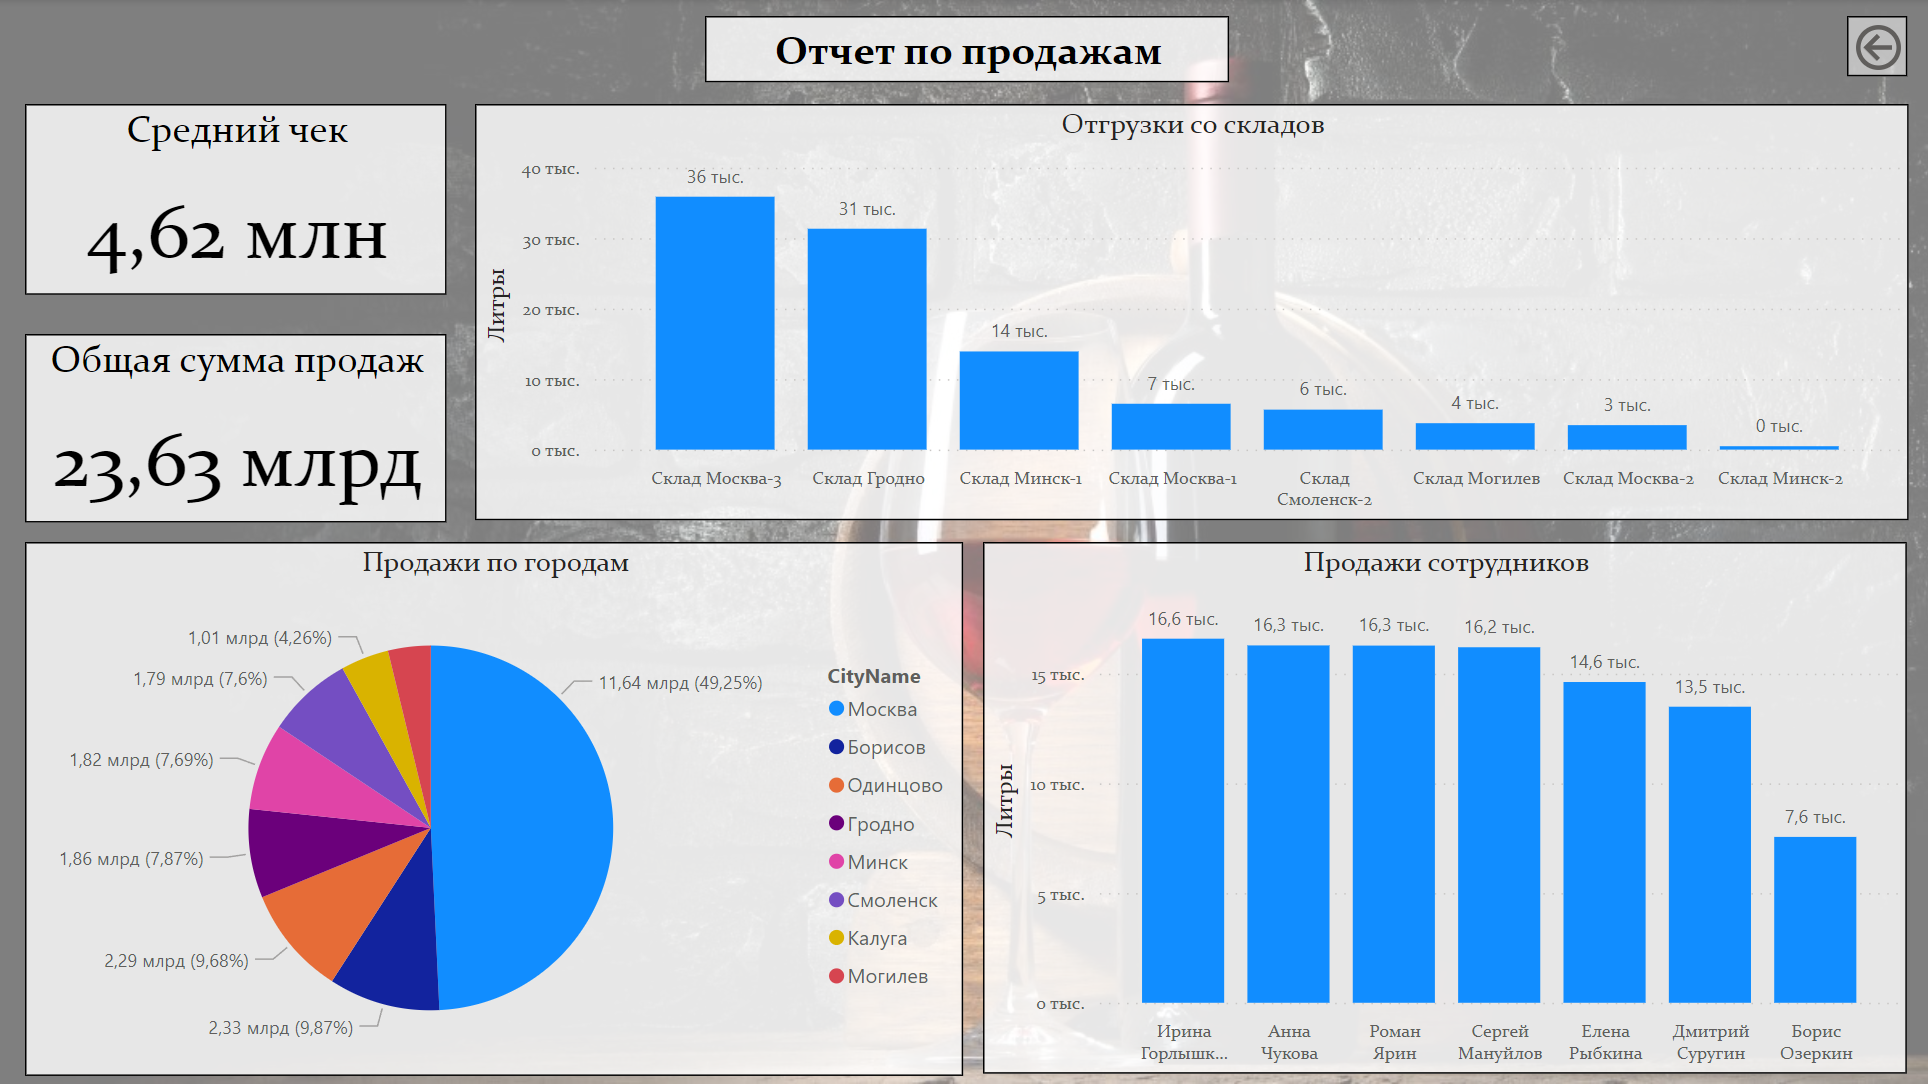 Отчет по продажам
Средний чек
4,62 млн
Общая сумма продаж
23,63 млрд
Отгрузки со складов
Литры
40 тыс.
30 тыс.
20 тыс.
10 тыс.
0 тыс.
36 тыс.
31 тыс.
14 тыс.
7 тыс.
6 тыс.
4 тыс.
3 тыс.
0 тыс.
Склад Москва-3
Склад Гродно
Склад Минск-1
Склад Москва-1
Склад
Смоленск-2
Склад Могилев
Склад Москва-2
Склад Минск-2
Продажи по городам
11,64 млрд (49,25%)
2,33 млрд (9,87%)
2,29 млрд (9,68%)
1,86 млрд (7,87%)
1,82 млрд (7,69%)
1,79 млрд (7,6%)
1,01 млрд (4,26%)
CityName
Москва
Борисов
Одинцово
Гродно
Минск
Смоленск
Калуга
Могилев
Продажи сотрудников
Литры
15 тыс.
10 тыс.
5 тыс.
0 тыс.
16,6 тыс.
16,3 тыс.
16,3 тыс.
16,2 тыс.
14,6 тыс.
13,5 тыс.
7,6 тыс.
Ирина
Горлышк...
Анна
Чукова
Роман
Ярин
Сергей
Мануйлов
Елена
Рыбкина
Дмитрий
Суругин
Борис
Озеркин